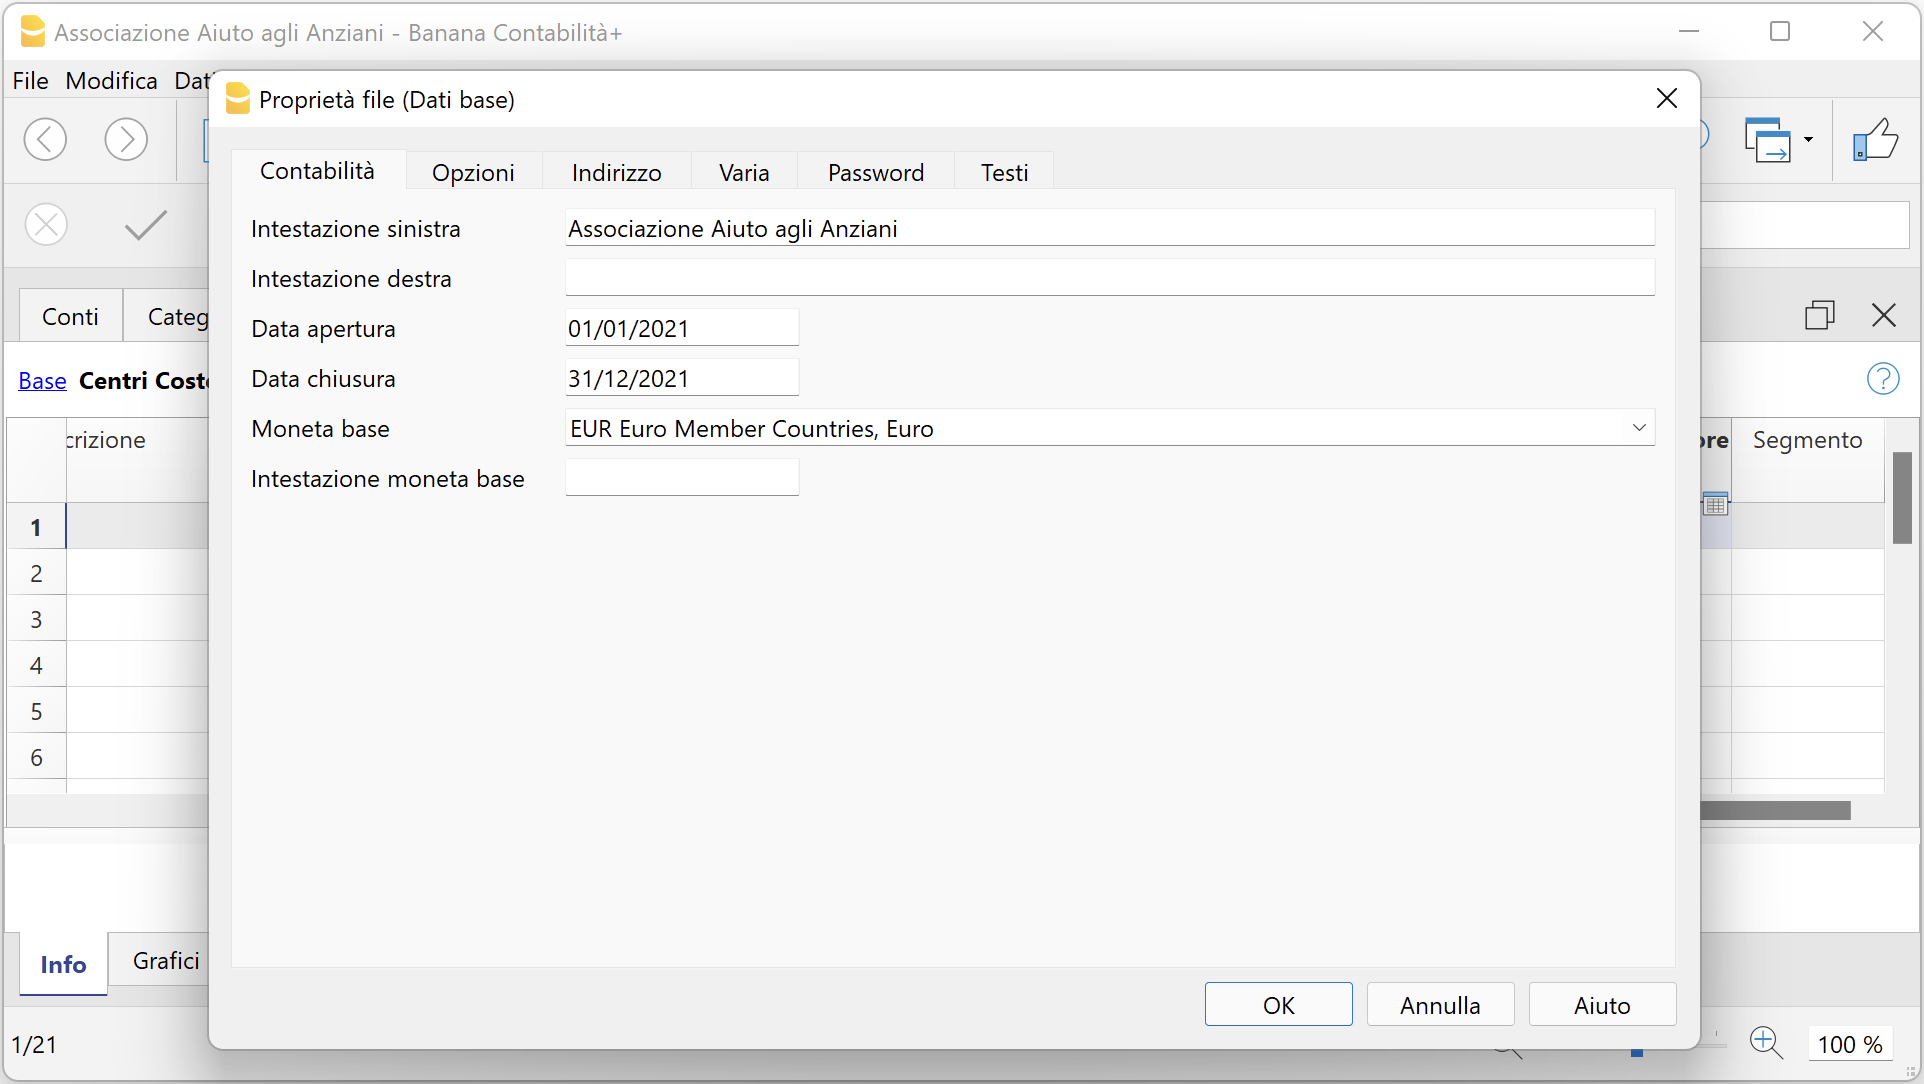 Associazione Aiuto agli Anziani - Banana Contabilità+
File Modifica Dati
Proprietà file (Dati base)
Contabilità Opzioni Indirizzo Varia Password Testi
Intestazione sinistra Associazione Aiuto agli Anziani
Intestazione destra
Data apertura 01/01/2021
Data chiusura 31/12/2021
Moneta base EUR Euro Member Countries, Euro
Intestazione moneta base
OK Annulla Aiuto
Conti Categ
Base Centri Costo
crizione ore Segmento
1
2
3
4
5
6
Info Grafici
1/21 100 %